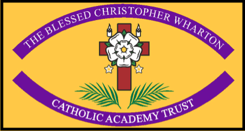 THE BLESSED CHRISTOPHER WHARTON
CATHOLIC ACADEMY TRUST